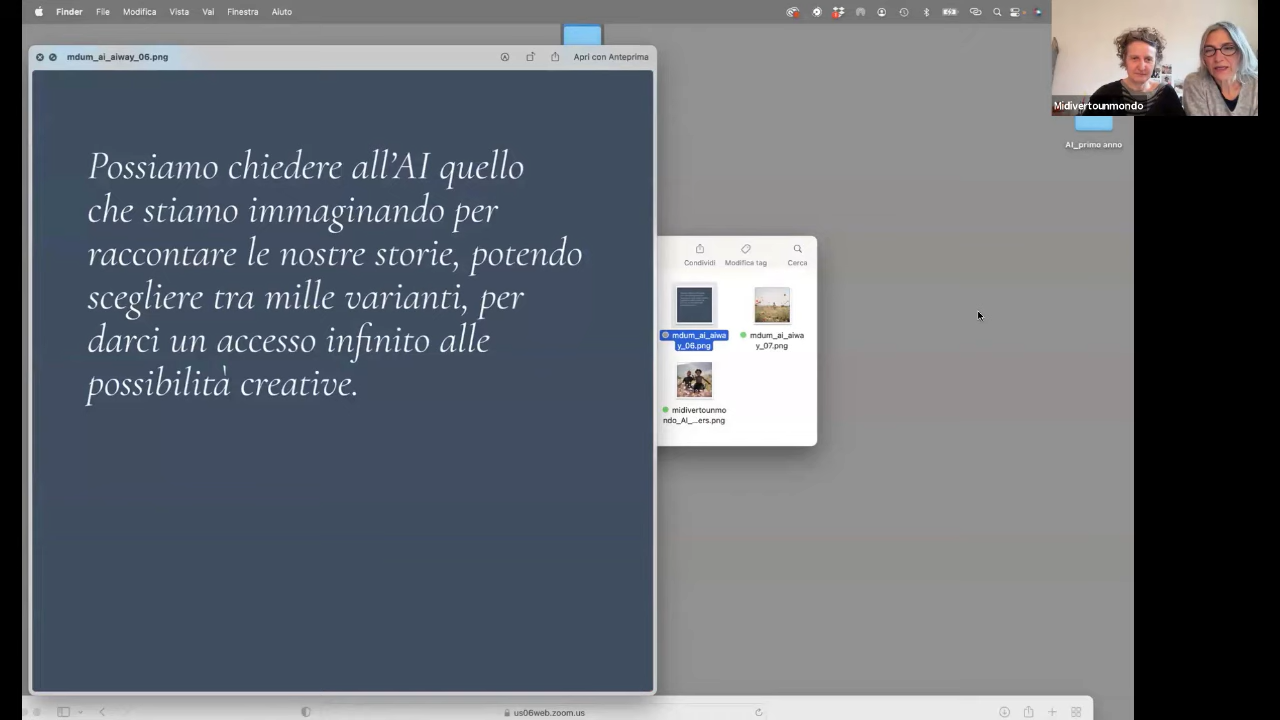 Finder File Modifica Vista Vai Finestra Aiuto
mdum_ai_aiway_06.png
Apri con Anteprima
Midivertounmondo
AI_primo anno
Possiamo chiedere all'AI quello
che stiamo immaginando per
raccontare le nostre storie, potendo
scegliere tra mille varianti, per
darci un accesso infinito alle
possibilità creative.
Condividi Modifica tag Cerca
mdum_ai_aiwa
y_06.png
mdum_ai_aiwa
y_07.png
midivertounmo
ndo_AI_...ers.png
us06web.zoom.us